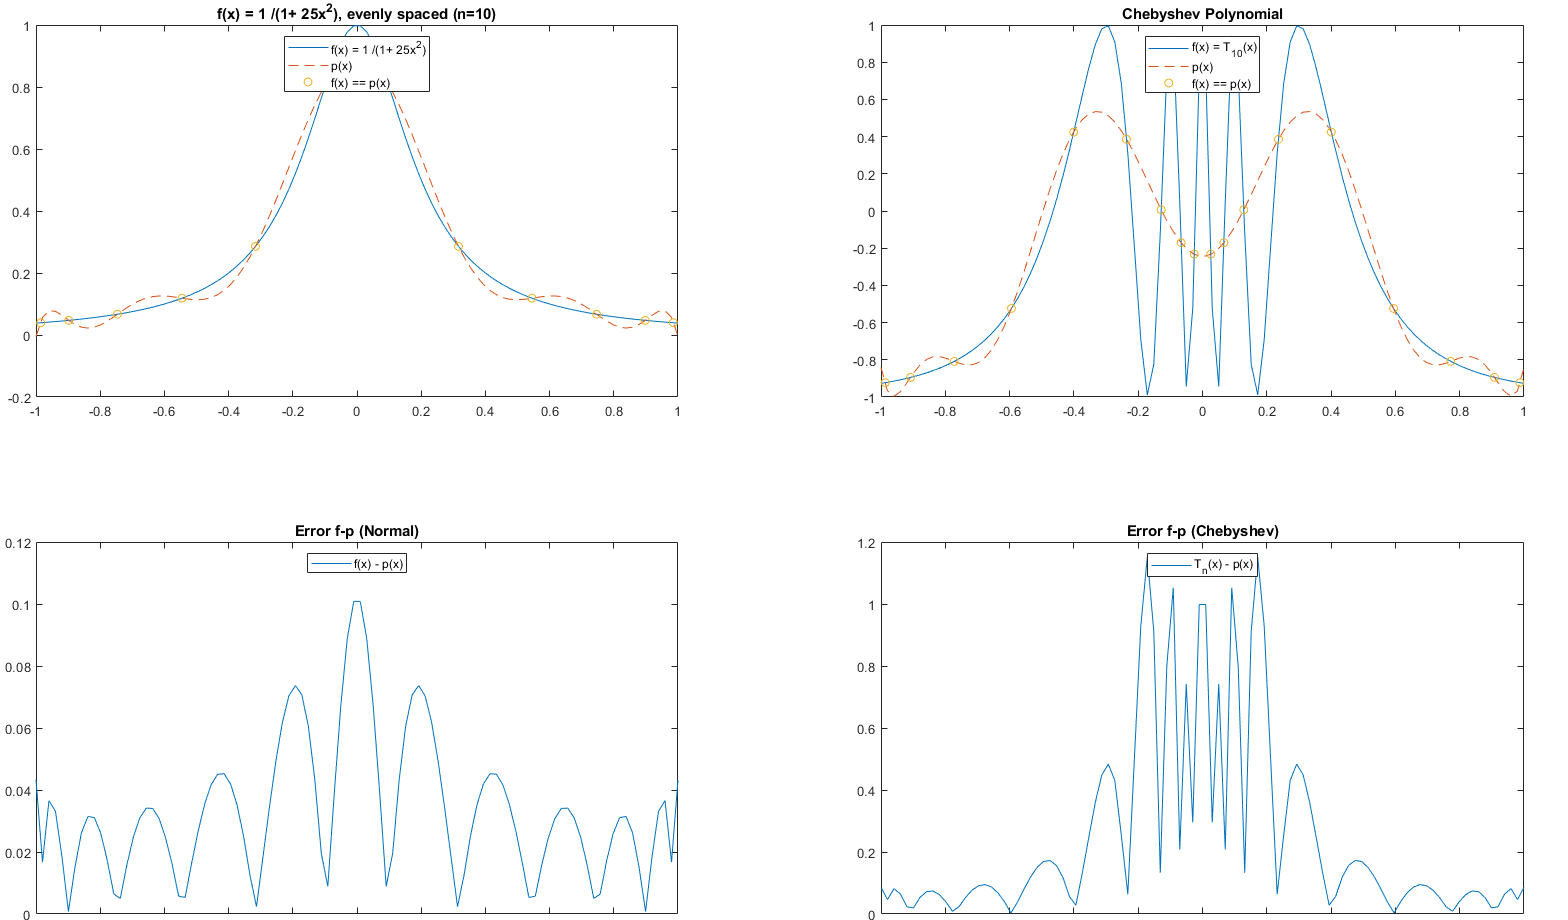 f(x) = 1 /(1+ 25x²), evenly spaced (n=10)
f(x) = 1 /(1+ 25x²)
p(x)
f(x) == p(x)
1
0.8
0.6
0.4
0.2
0
-0.2
-1 -0.8 -0.6 -0.4 -0.2 0 0.2 0.4 0.6 0.8 1
Chebyshev Polynomial
f(x) = T₁₀(x)
p(x)
f(x) == p(x)
1
0.8
0.6
0.4
0.2
0
-0.2
-0.4
-0.6
-0.8
-1
-1 -0.8 -0.6 -0.4 -0.2 0 0.2 0.4 0.6 0.8 1
Error f-p (Normal)
f(x) - p(x)
0.12
0.1
0.08
0.06
0.04
0.02
0
Error f-p (Chebyshev)
Tₙ(x) - p(x)
1.2
1
0.8
0.6
0.4
0.2
0